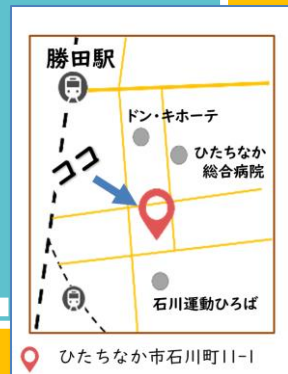 勝田駅
ドン・キホーテ
ひたちなか
総合病院
ココ
石川運動ひろば
ひたちなか市石川町11-1